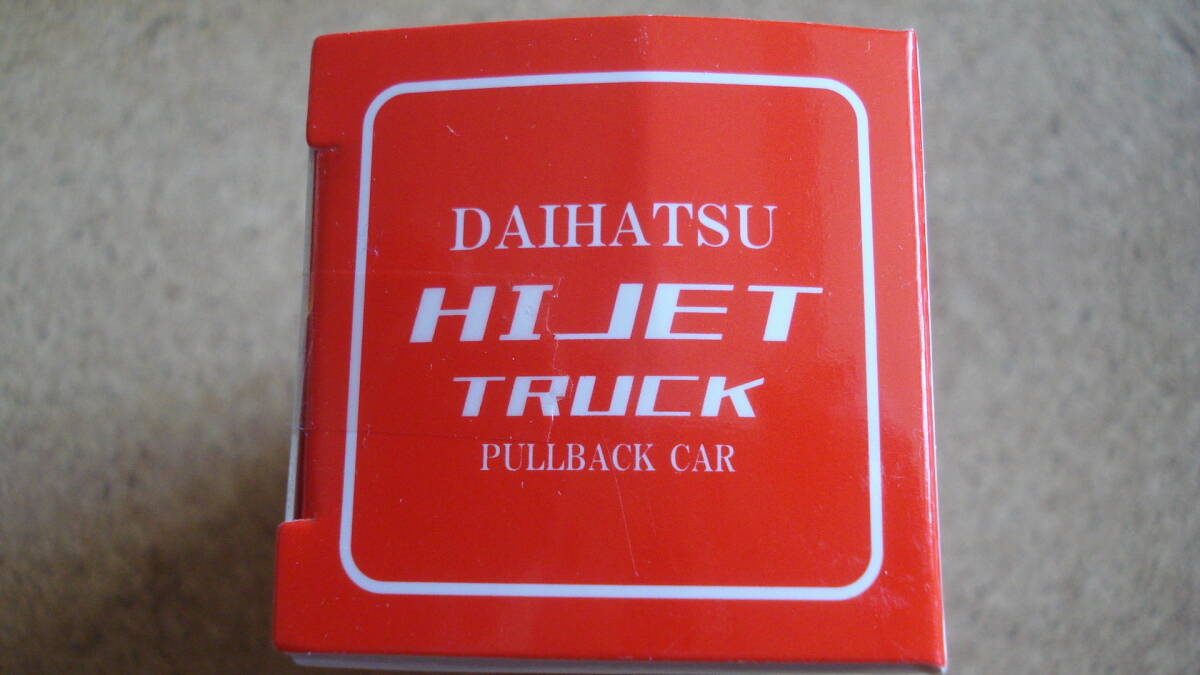 DAIHATSU
HIJET
TRUCK
PULLBACK CAR